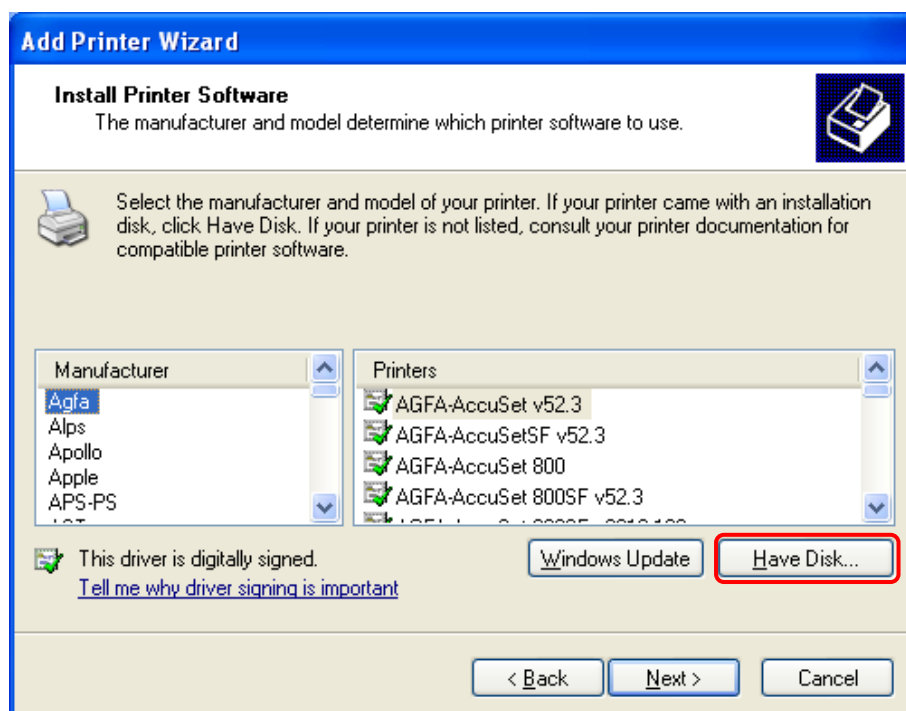 Add Printer Wizard
Install Printer Software
The manufacturer and model determine which printer software to use.
Select the manufacturer and model of your printer. If your printer came with an installation
disk, click Have Disk. If your printer is not listed, consult your printer documentation for
compatible printer software.
Manufacturer
Agfa
Alps
Apollo
Apple
APS-PS
Printers
AGFA-AccuSet v52.3
AGFA-AccuSetSF v52.3
AGFA-AccuSet 800
AGFA-AccuSet 800SF v52.3
This driver is digitally signed.
Tell me why driver signing is important
Windows Update
Have Disk...
< Back
Next >
Cancel